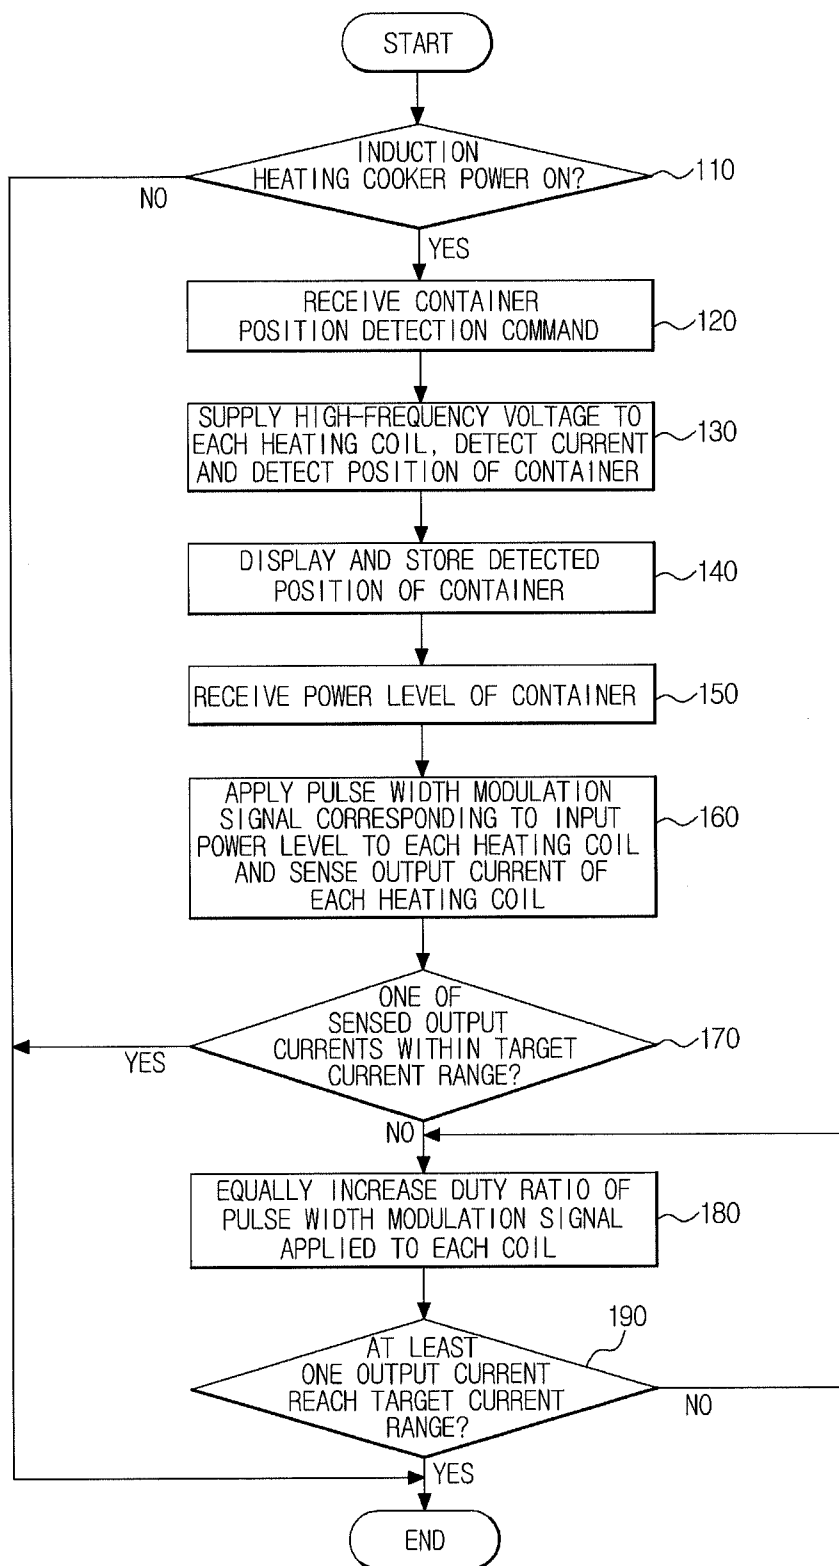 START
INDUCTION
HEATING COOKER POWER ON?
110
NO
YES
RECEIVE CONTAINER
POSITION DETECTION COMMAND
120
SUPPLY HIGH-FREQUENCY VOLTAGE TO
EACH HEATING COIL, DETECT CURRENT
AND DETECT POSITION OF CONTAINER
130
DISPLAY AND STORE DETECTED
POSITION OF CONTAINER
140
RECEIVE POWER LEVEL OF CONTAINER
150
APPLY PULSE WIDTH MODULATION
SIGNAL CORRESPONDING TO INPUT
POWER LEVEL TO EACH HEATING COIL
AND SENSE OUTPUT CURRENT OF
EACH HEATING COIL
160
ONE OF
SENSED OUTPUT
CURRENTS WITHIN TARGET
CURRENT RANGE?
170
YES
NO
EQUALLY INCREASE DUTY RATIO OF
PULSE WIDTH MODULATION SIGNAL
APPLIED TO EACH COIL
180
190
AT LEAST
ONE OUTPUT CURRENT
REACH TARGET CURRENT
RANGE?
NO
YES
END